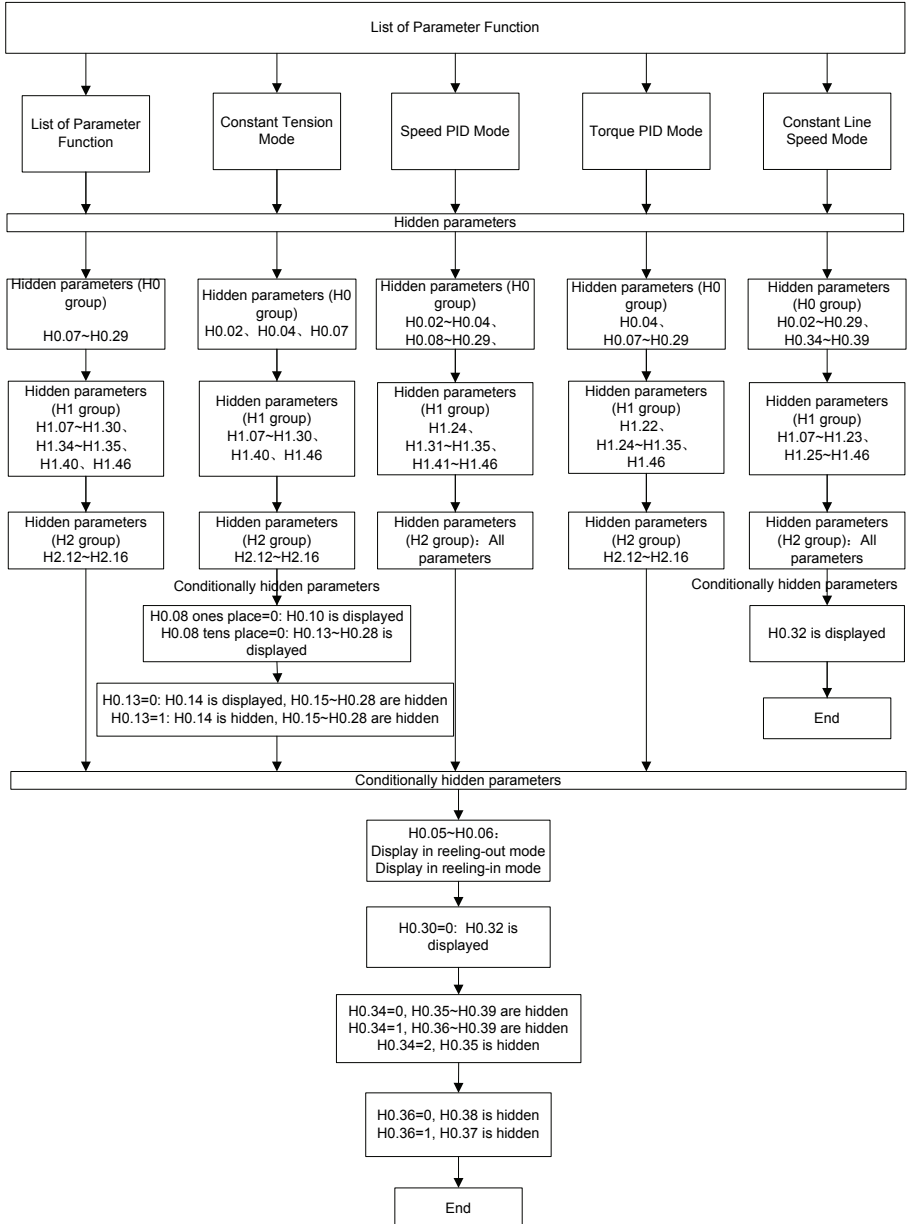 List of Parameter Function
List of Parameter
Function
Constant Tension
Mode
Speed PID Mode
Torque PID Mode
Constant Line
Speed Mode
Hidden parameters
Hidden parameters (H0
group)
H0.07~H0.29
Hidden parameters (H0
group)
H0.02、H0.04、H0.07
Hidden parameters (H0
group)
H0.02~H0.04、
H0.08~H0.29、
Hidden parameters (H0
group)
H0.04、
H0.07~H0.29
Hidden parameters
(H0 group)
H0.02~H0.29、
H0.34~H0.39
Hidden parameters
(H1 group)
H1.07~H1.30、
H1.34~H1.35、
H1.40、H1.46
Hidden parameters
(H1 group)
H1.07~H1.30、
H1.40、H1.46
Hidden parameters
(H1 group)
H1.24、
H1.31~H1.35、
H1.41~H1.46
Hidden parameters
(H1 group)
H1.22、
H1.24~H1.35、
H1.46
Hidden parameters
(H1 group)
H1.07~H1.23、
H1.25~H1.46
Hidden parameters
(H2 group)
H2.12~H2.16
Hidden parameters
(H2 group)
H2.12~H2.16
Hidden parameters
(H2 group)：All
parameters
Hidden parameters
(H2 group)
H2.12~H2.16
Hidden parameters
(H2 group)：All
parameters
Conditionally hidden parameters
H0.08 ones place=0: H0.10 is displayed
H0.08 tens place=0: H0.13~H0.28 is
displayed
H0.13=0: H0.14 is displayed, H0.15~H0.28 are hidden
H0.13=1: H0.14 is hidden, H0.15~H0.28 are hidden
Conditionally hidden parameters
H0.32 is displayed
End
Conditionally hidden parameters
H0.05~H0.06：
Display in reeling-out mode
Display in reeling-in mode
H0.30=0: H0.32 is
displayed
H0.34=0, H0.35~H0.39 are hidden
H0.34=1, H0.36~H0.39 are hidden
H0.34=2, H0.35 is hidden
H0.36=0, H0.38 is hidden
H0.36=1, H0.37 is hidden
End